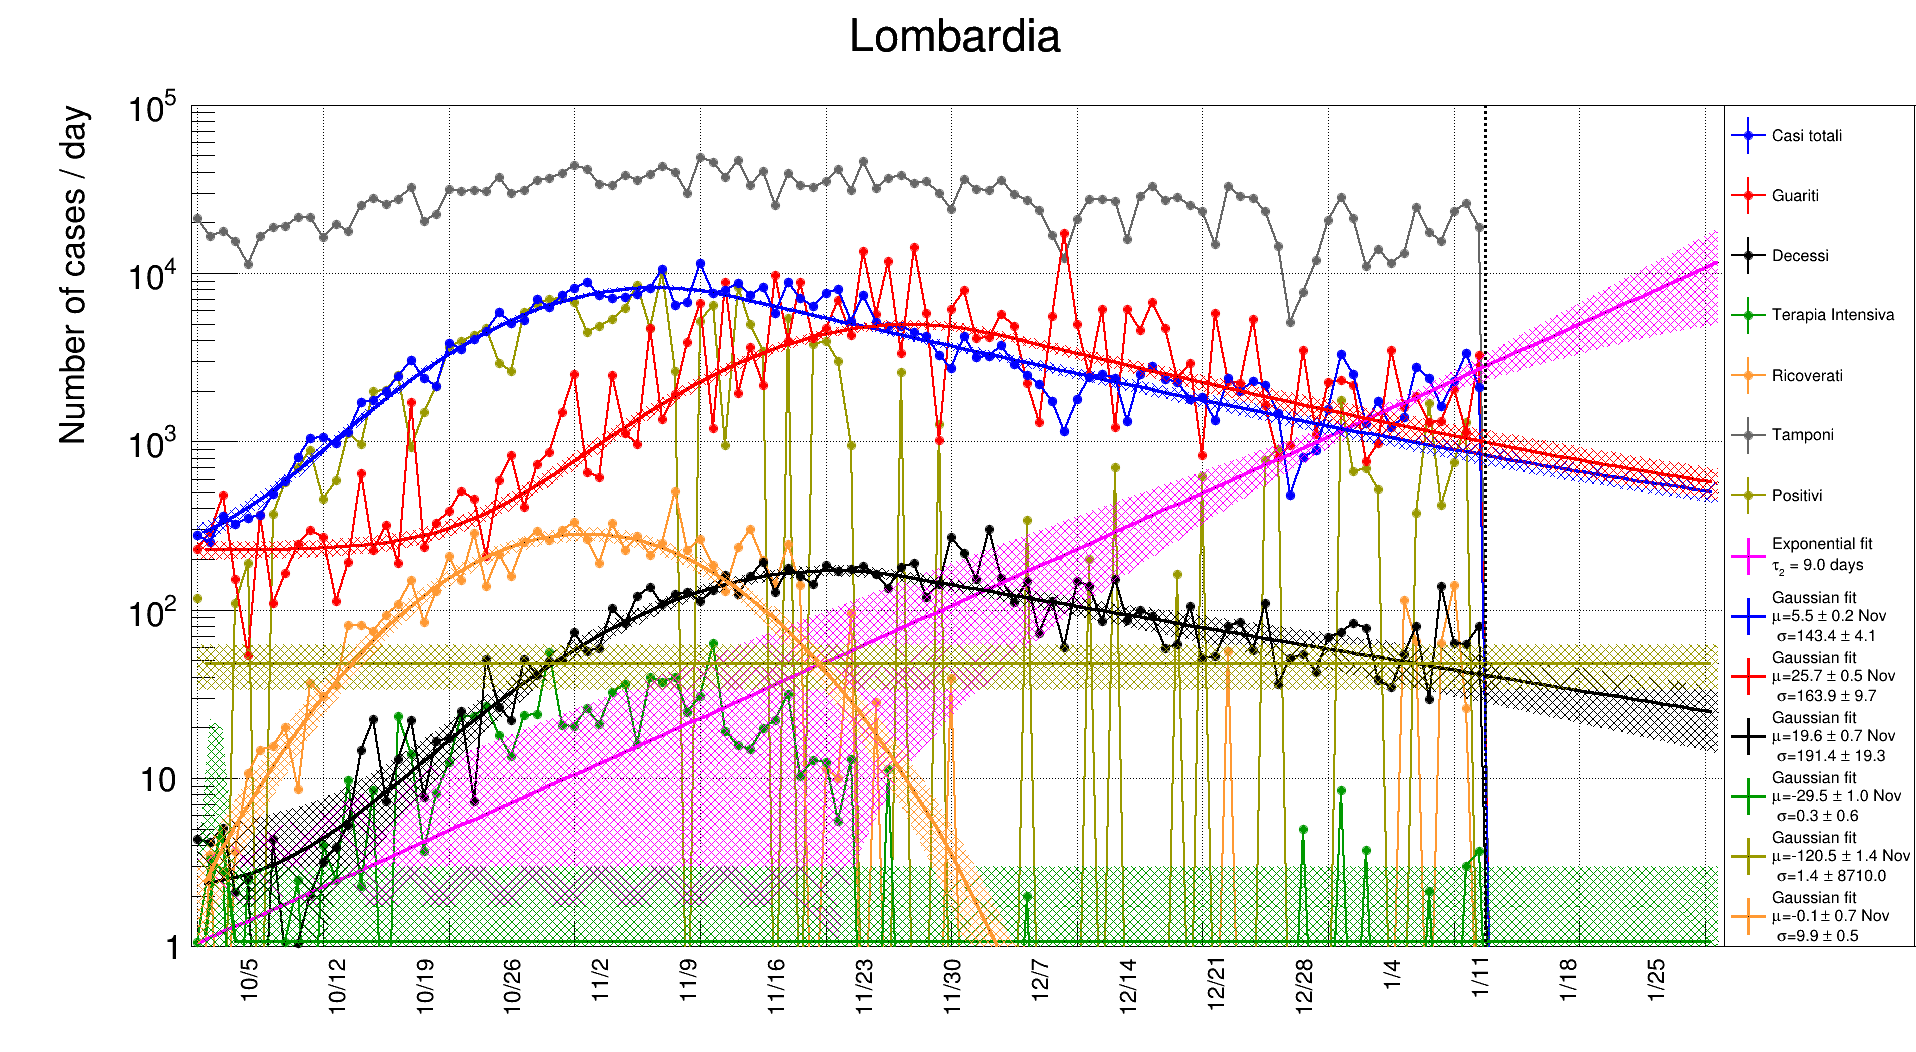 Lombardia
Number of cases / day
10^5
10^4
10^3
10^2
10
1
10/5
10/12
10/19
10/26
11/2
11/9
11/16
11/23
11/30
12/7
12/14
12/21
12/28
1/4
1/11
1/18
1/25
Casi totali
Guariti
Decessi
Terapia Intensiva
Ricoverati
Tamponi
Positivi
Exponential fit
τ₂ = 9.0 days
Gaussian fit
μ=5.5 ± 0.2 Nov
σ=143.4 ± 4.1
Gaussian fit
μ=25.7 ± 0.5 Nov
σ=163.9 ± 9.7
Gaussian fit
μ=19.6 ± 0.7 Nov
σ=191.4 ± 19.3
Gaussian fit
μ=-29.5 ± 1.0 Nov
σ=0.3 ± 0.6
Gaussian fit
μ=-120.5 ± 1.4 Nov
σ=1.4 ± 8710.0
Gaussian fit
μ=-0.1 ± 0.7 Nov
σ=9.9 ± 0.5